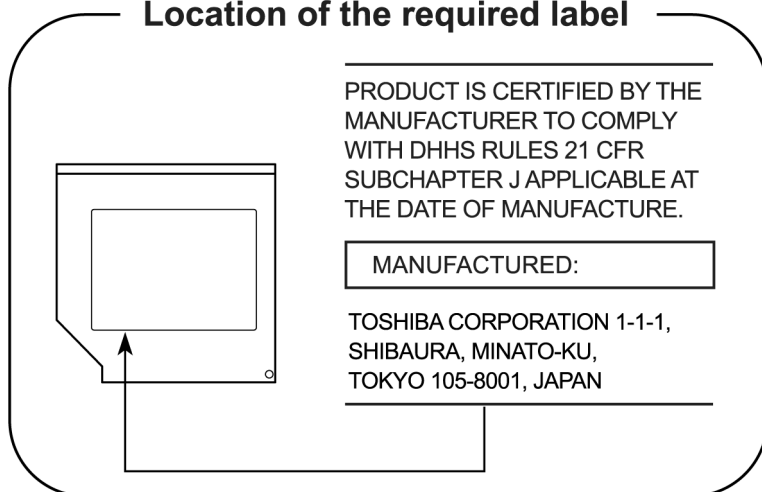 Location of the required label
PRODUCT IS CERTIFIED BY THE
MANUFACTURER TO COMPLY
WITH DHHS RULES 21 CFR
SUBCHAPTER J APPLICABLE AT
THE DATE OF MANUFACTURE.
MANUFACTURED:
TOSHIBA CORPORATION 1-1-1,
SHIBAURA, MINATO-KU,
TOKYO 105-8001, JAPAN